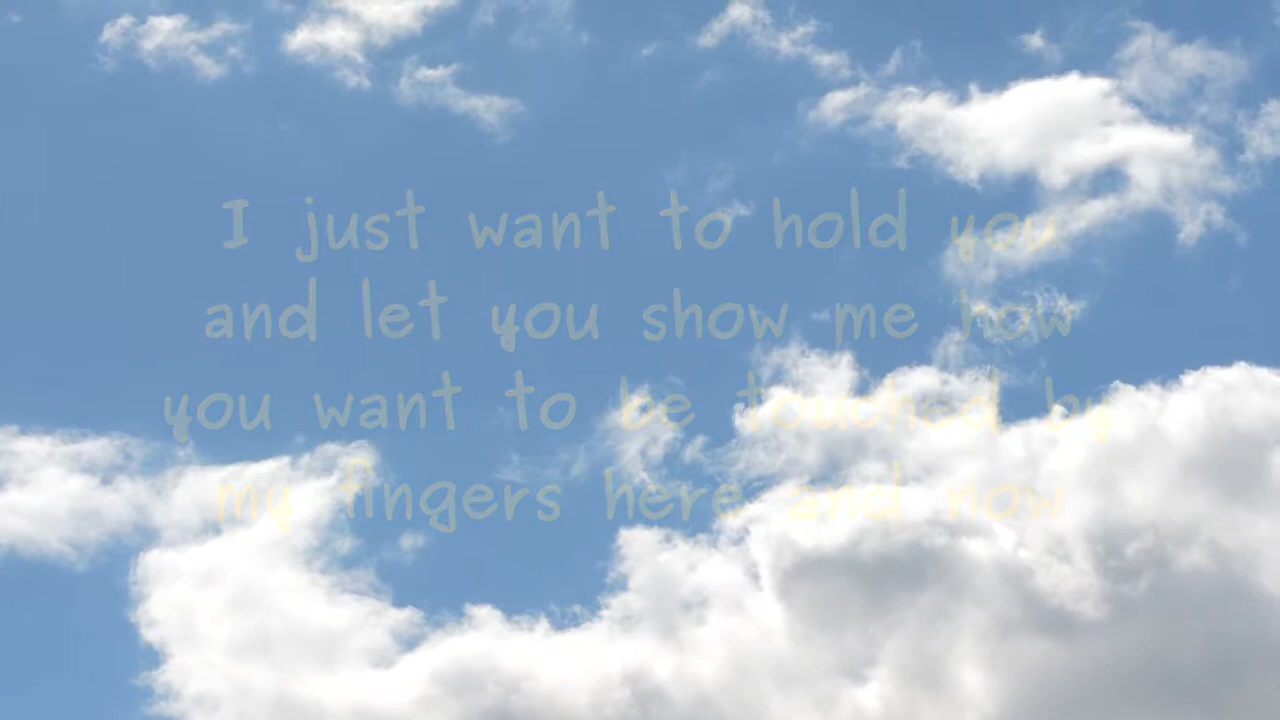 I just want to hold you
and let you show me how
you want to be touched by
my fingers here and now